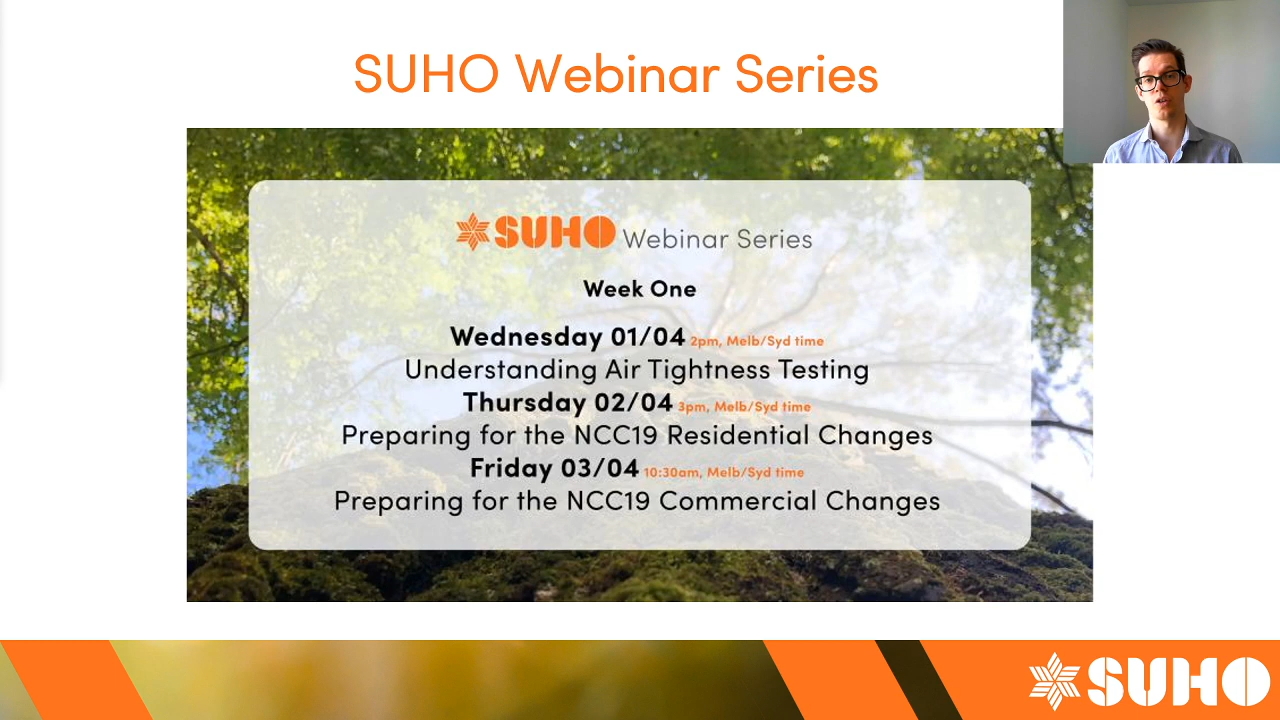 SUHO Webinar Series
SUHO Webinar Series
Week One
Wednesday 01/04 2pm, Melb/Syd time
Understanding Air Tightness Testing
Thursday 02/04 3pm, Melb/Syd time
Preparing for the NCC19 Residential Changes
Friday 03/04 10:30am, Melb/Syd time
Preparing for the NCC19 Commercial Changes
SUHO